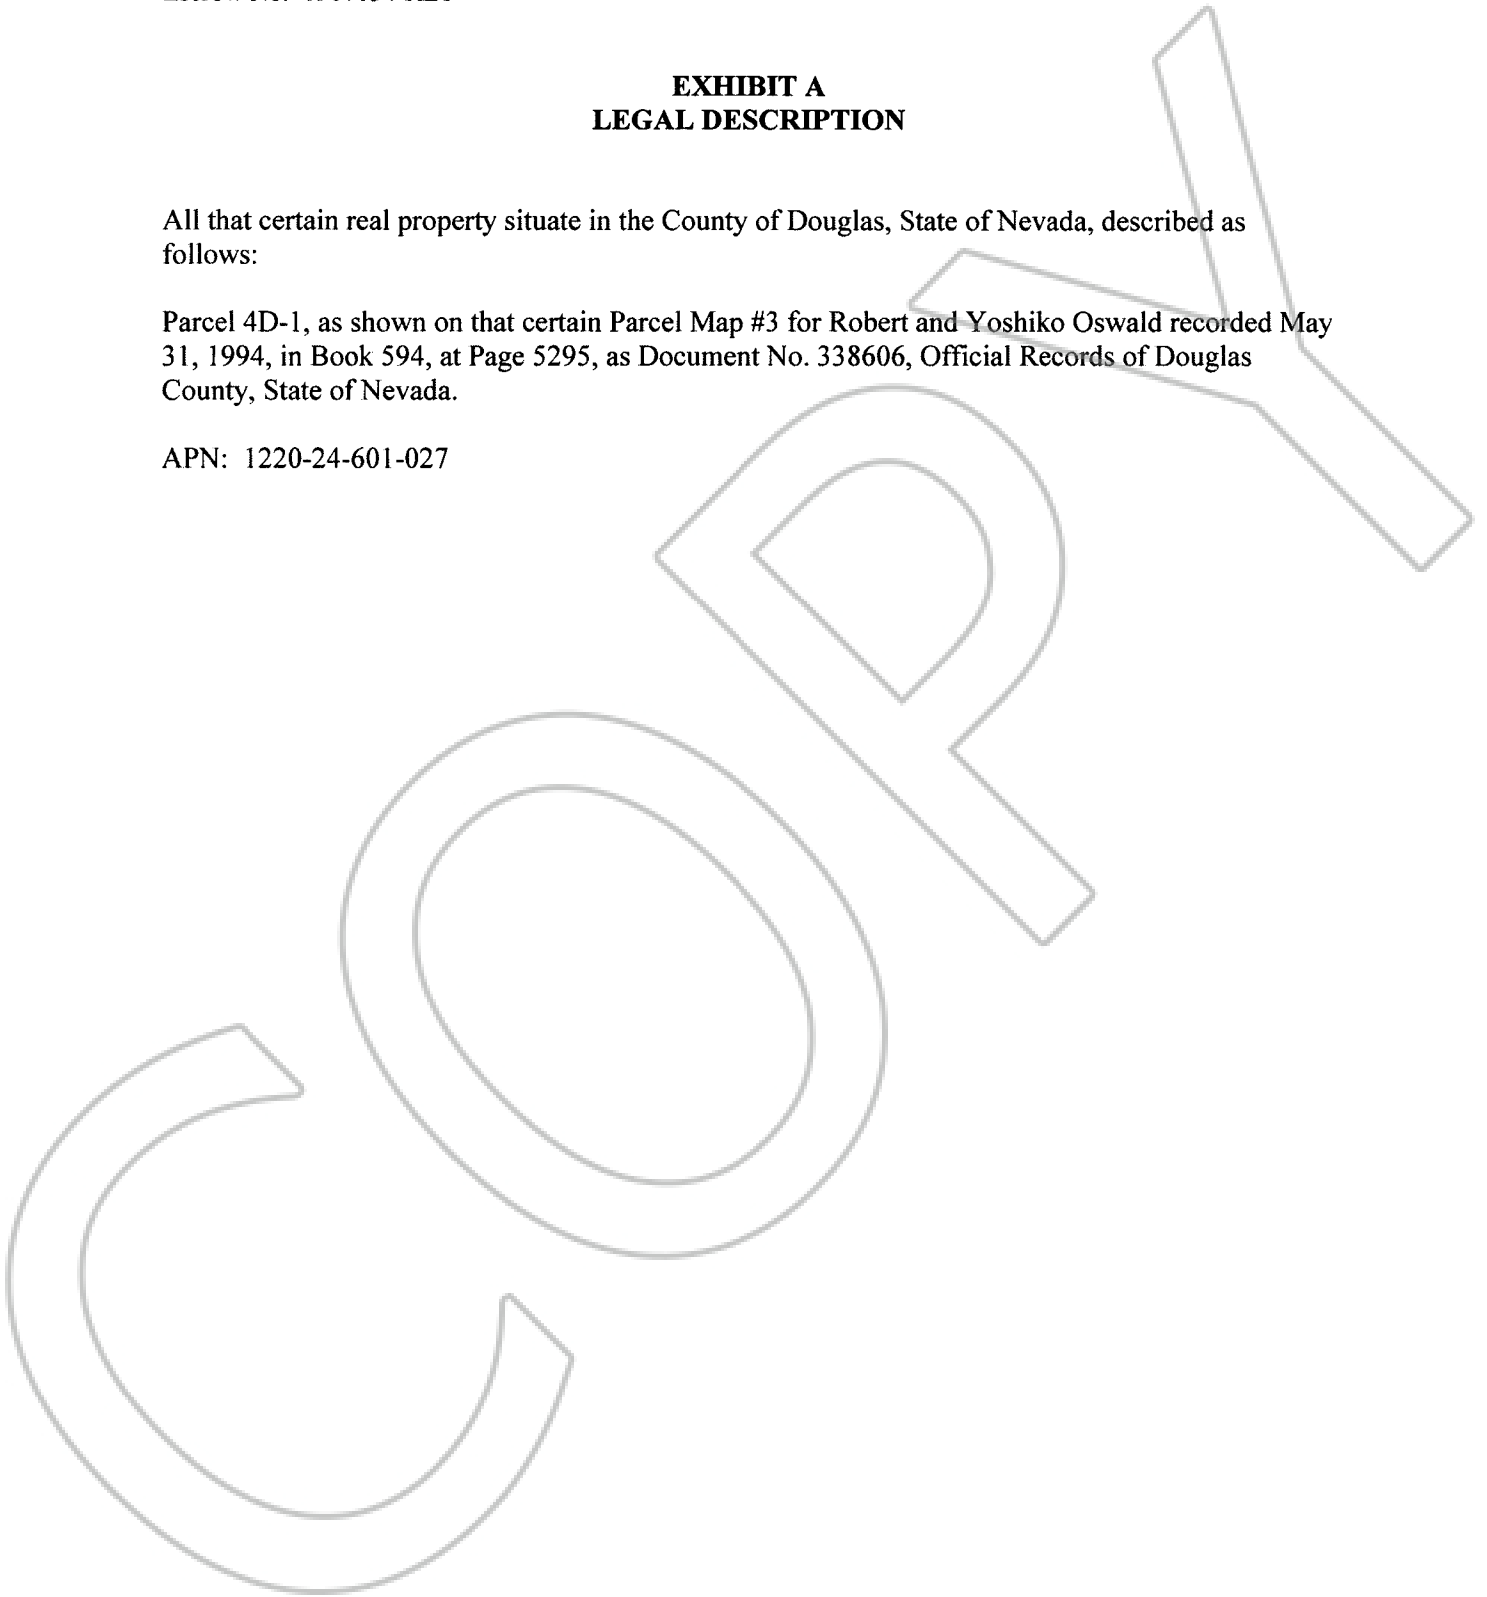 EXHIBIT A
LEGAL DESCRIPTION
All that certain real property situate in the County of Douglas, State of Nevada, described as
follows:
Parcel 4D-1, as shown on that certain Parcel Map #3 for Robert and Yoshiko Oswald recorded May
31, 1994, in Book 594, at Page 5295, as Document No. 338606, Official Records of Douglas
County, State of Nevada.
APN: 1220-24-601-027
COPY